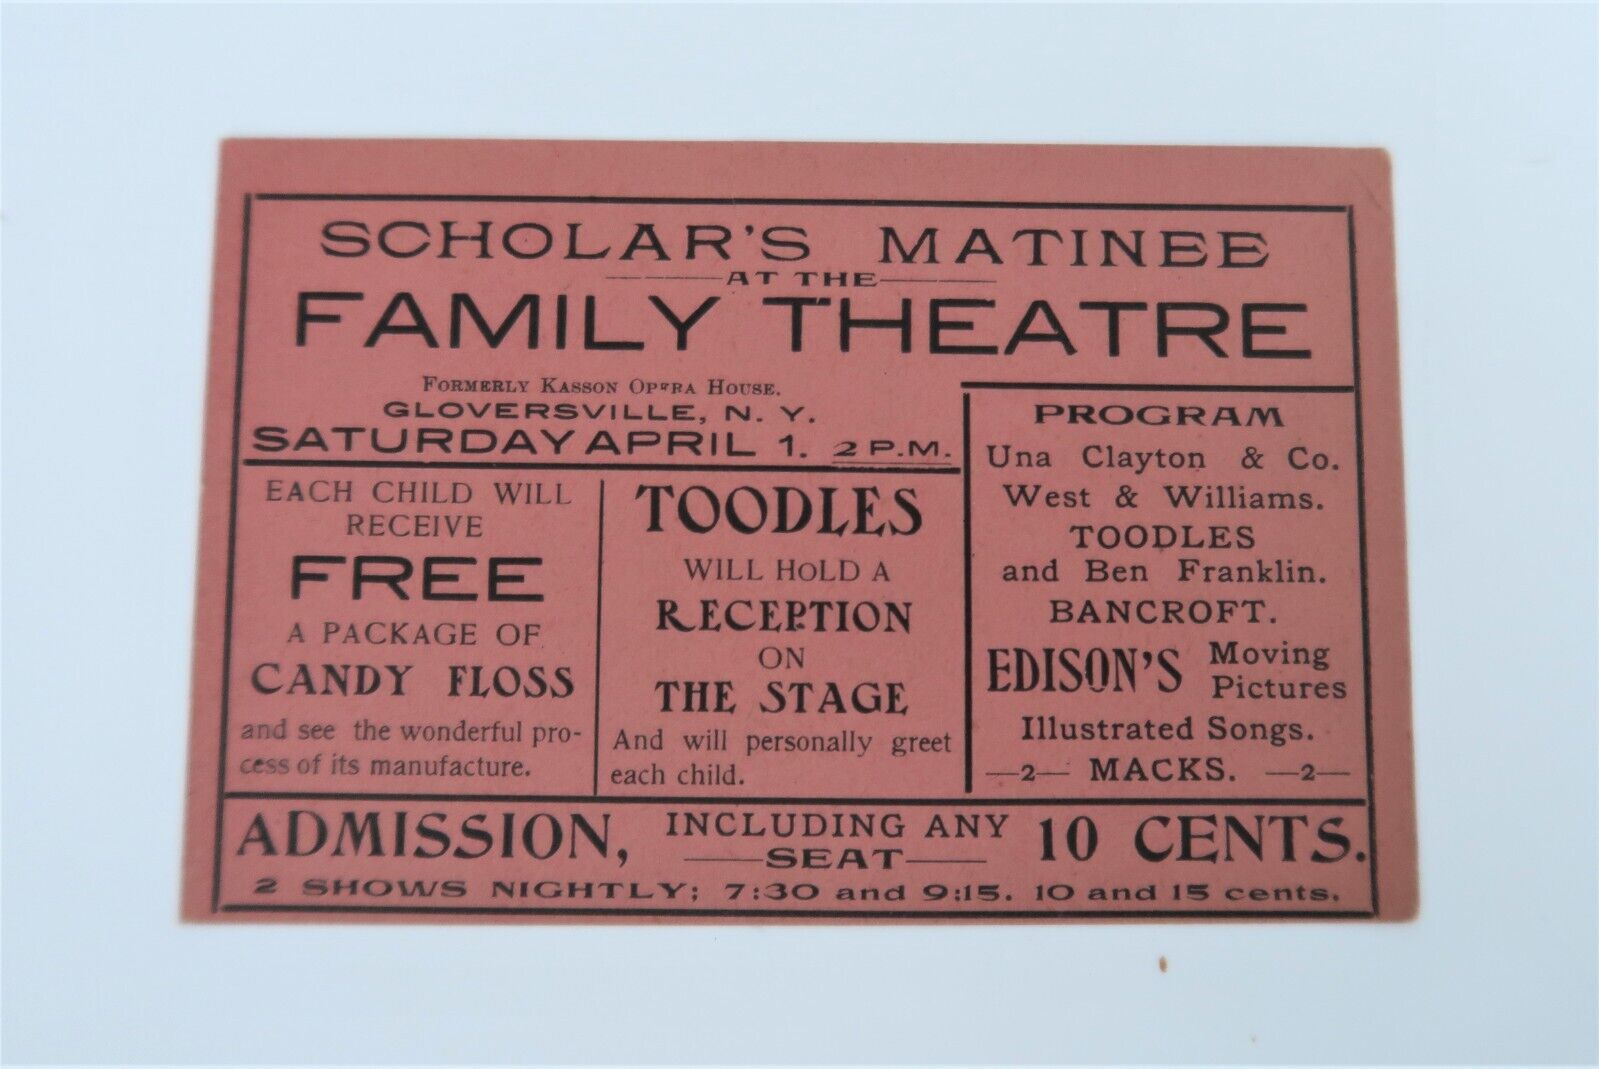 SCHOLAR'S MATINEE
AT THE
FAMILY THEATRE
FORMERLY KASSON OPERA HOUSE.
GLOVERSVILLE, N. Y.
SATURDAY APRIL 1. 2 P.M.
EACH CHILD WILL
RECEIVE
FREE
A PACKAGE OF
CANDY FLOSS
and see the wonderful pro-
cess of its manufacture.
TOODLES
WILL HOLD A
RECEPTION
ON
THE STAGE
And will personally greet
each child.
PROGRAM
Una Clayton & Co.
West & Williams.
TOODLES
and Ben Franklin.
BANCROFT.
EDISON'S Moving
Pictures
Illustrated Songs.
—2— MACKS. —2—
ADMISSION, INCLUDING ANY
SEAT 10 CENTS.
2 SHOWS NIGHTLY; 7:30 and 9:15. 10 and 15 cents.